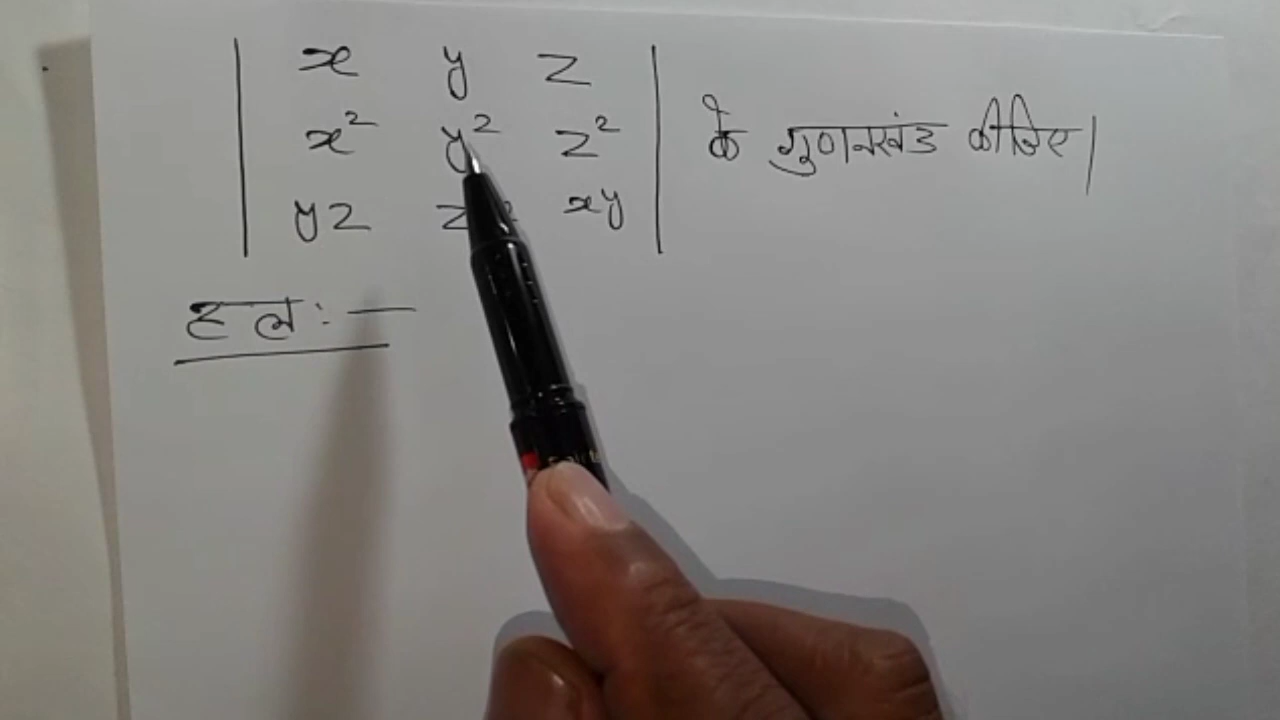 x y z
x² y² z² के गुणनखंड कीजिए।
yz z xy
हलः—